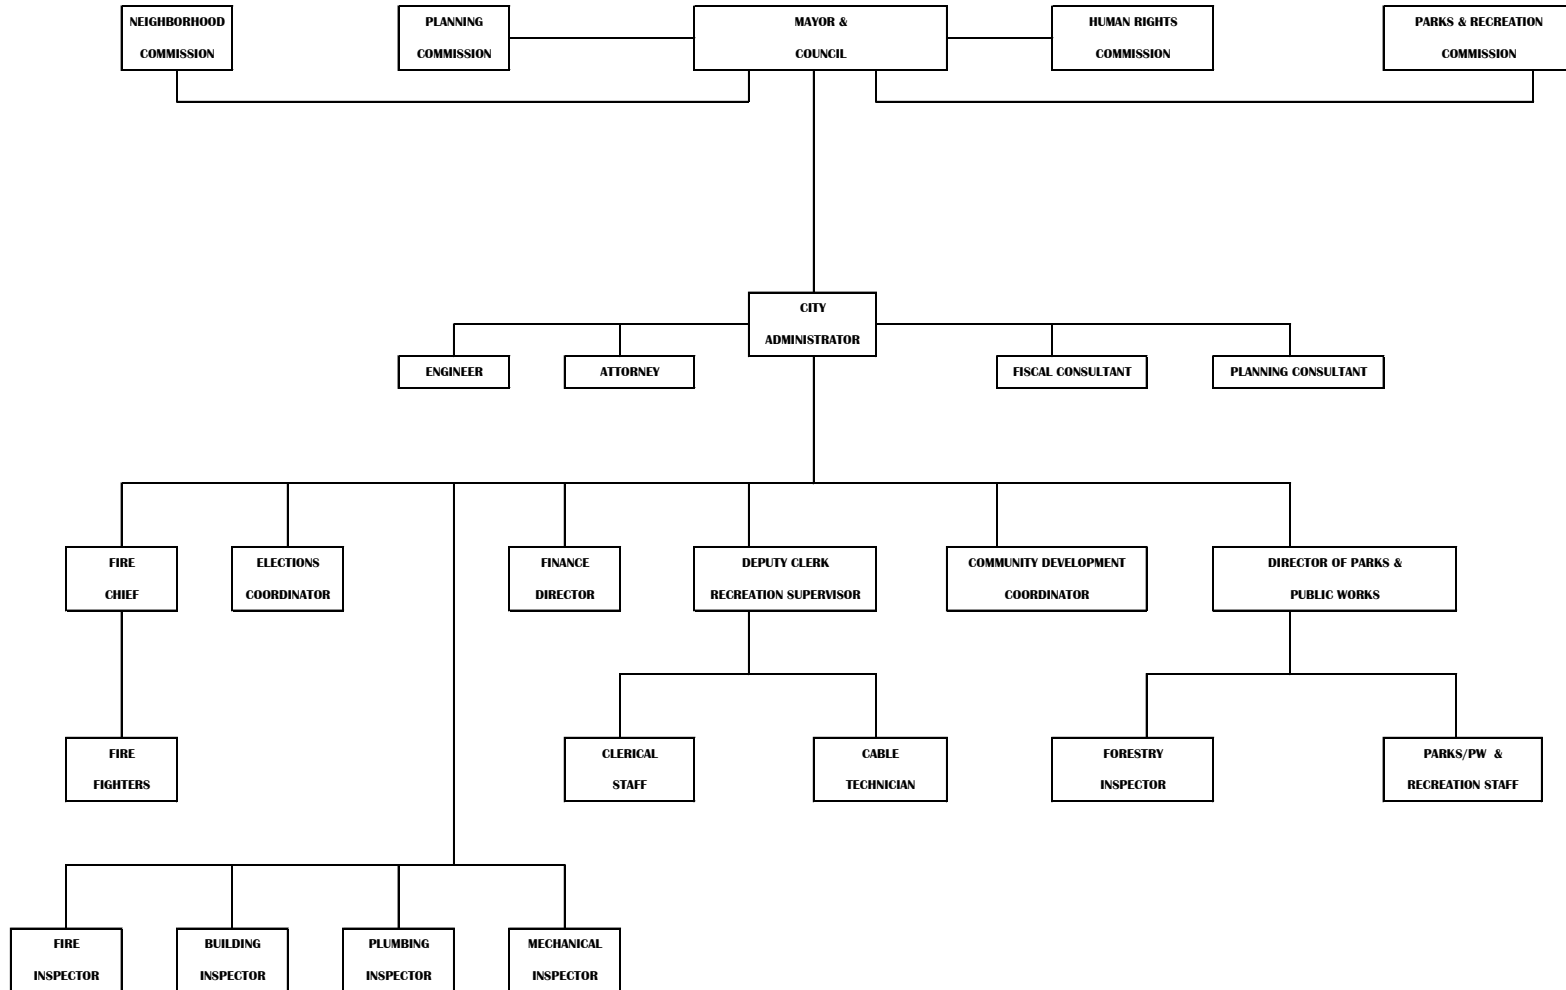 NEIGHBORHOOD
COMMISSION
PLANNING
COMMISSION
MAYOR &
COUNCIL
HUMAN RIGHTS
COMMISSION
PARKS & RECREATION
COMMISSION
CITY
ADMINISTRATOR
ENGINEER
ATTORNEY
FISCAL CONSULTANT
PLANNING CONSULTANT
FIRE
CHIEF
ELECTIONS
COORDINATOR
FINANCE
DIRECTOR
DEPUTY CLERK
RECREATION SUPERVISOR
COMMUNITY DEVELOPMENT
COORDINATOR
DIRECTOR OF PARKS &
PUBLIC WORKS
FIRE
FIGHTERS
CLERICAL
STAFF
CABLE
TECHNICIAN
FORESTRY
INSPECTOR
PARKS/PW &
RECREATION STAFF
FIRE
INSPECTOR
BUILDING
INSPECTOR
PLUMBING
INSPECTOR
MECHANICAL
INSPECTOR